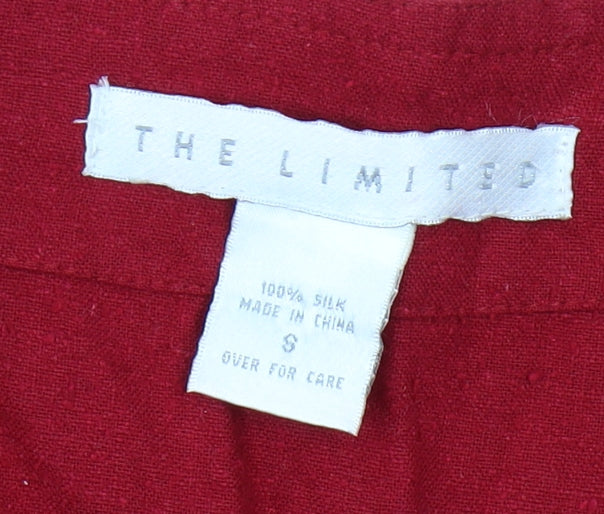 THE LIMITED
100% SILK
MADE IN CHINA
S
OVER FOR CARE